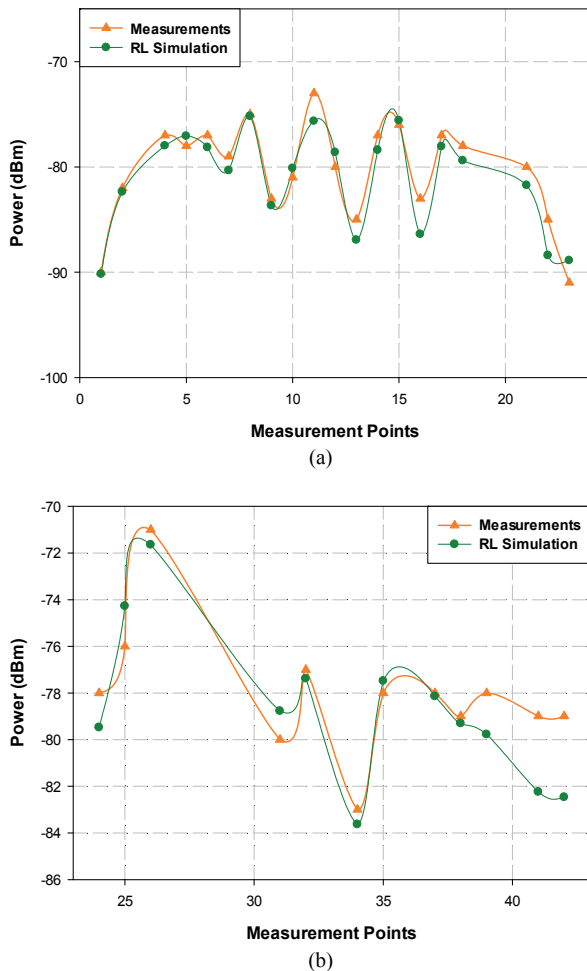 -65
Measurements
RL Simulation
-70
-80
-90
-100
Power (dBm)
0 5 10 15 20
Measurement Points
(a)
-70
Measurements
RL Simulation
-72
-74
-76
-78
-80
-82
-84
-86
Power (dBm)
25 30 35 40
Measurement Points
(b)